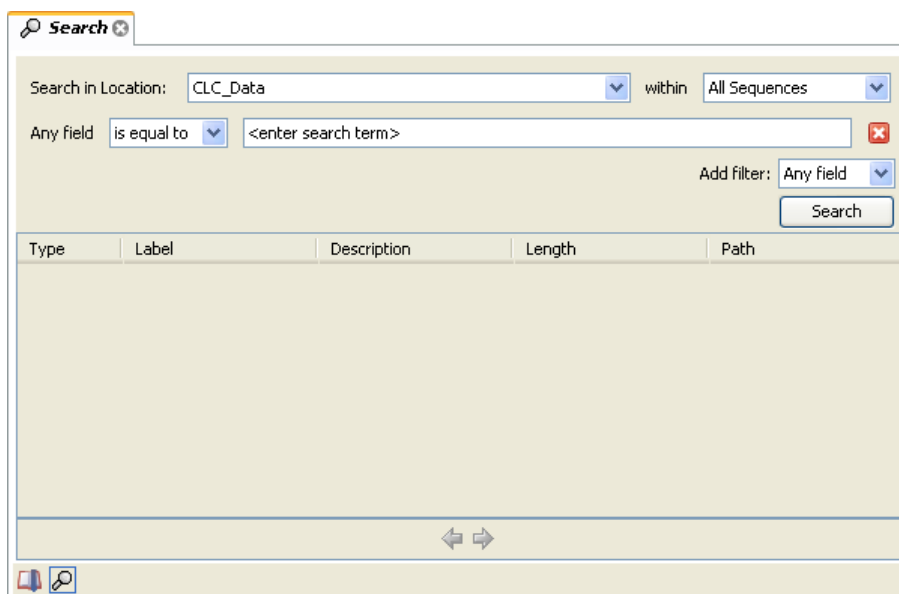 Search
Search in Location: CLC_Data within All Sequences
Any field is equal to <enter search term>
Add filter: Any field
Search
Type Label Description Length Path